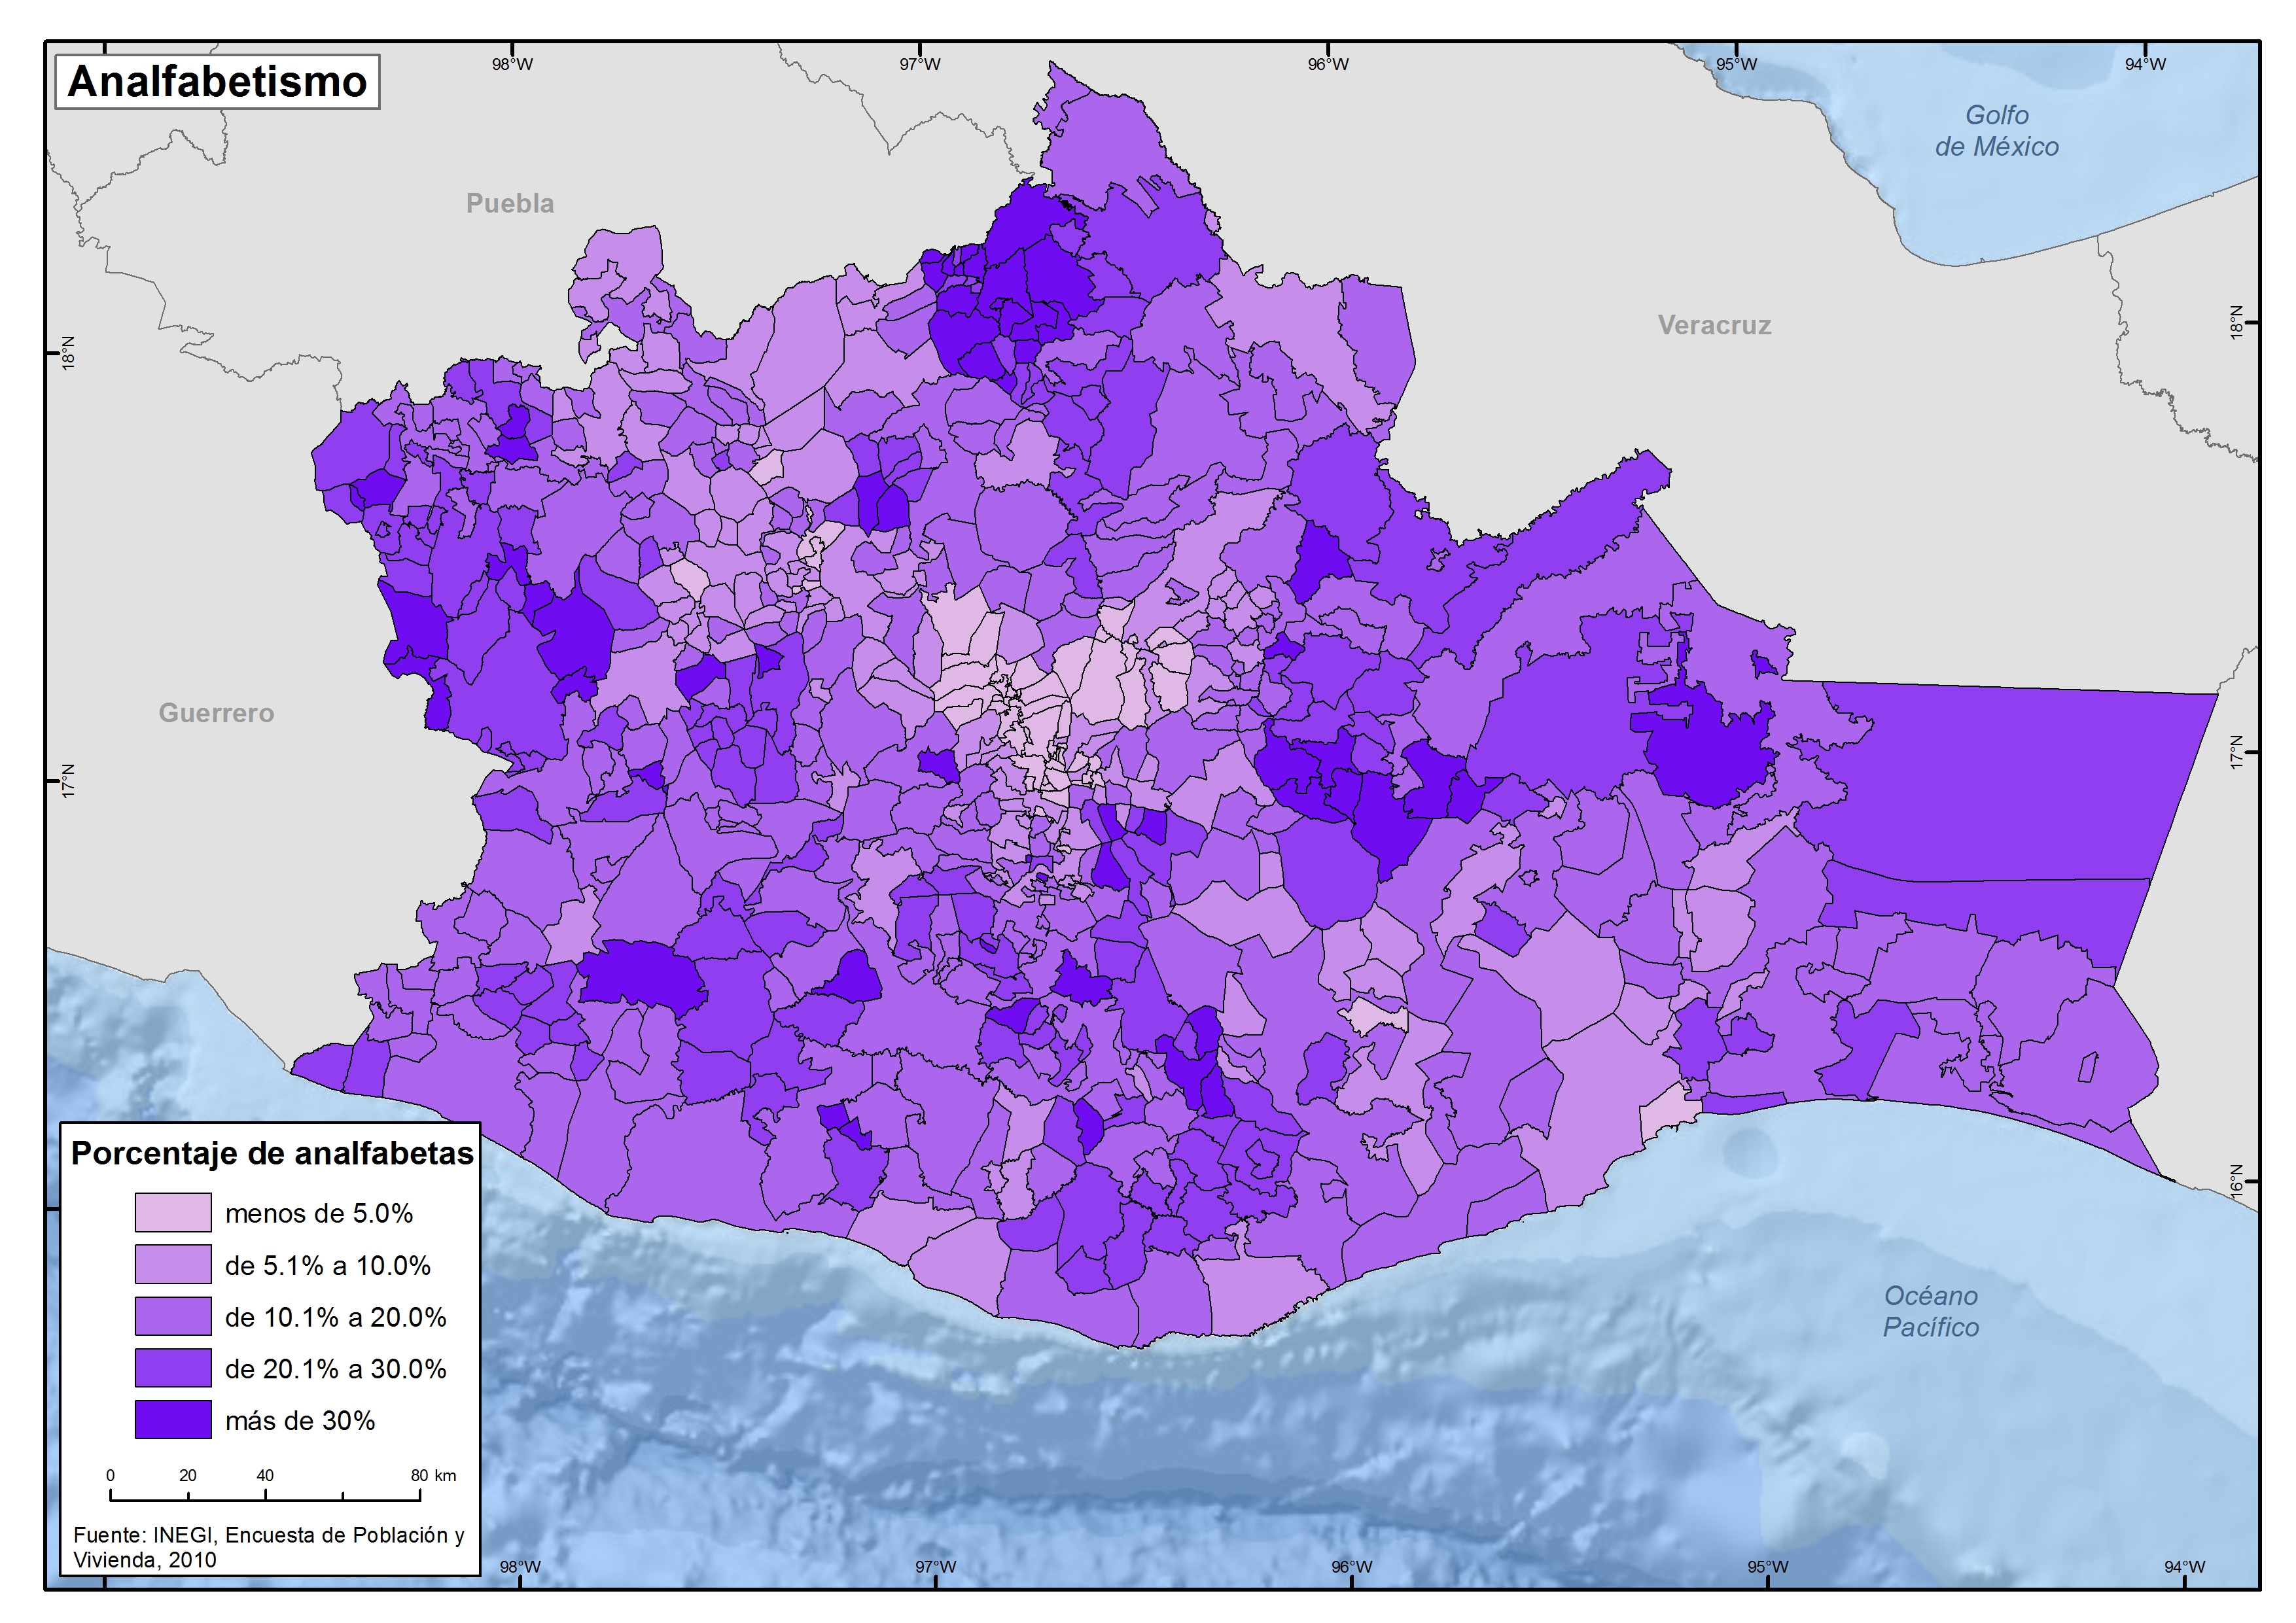 Analfabetismo
98°W
97°W
96°W
95°W
94°W
Golfo
de México
Puebla
Veracruz
18°N
18°N
Guerrero
17°N
17°N
16°N
Océano
Pacífico
Porcentaje de analfabetas
menos de 5.0%
de 5.1% a 10.0%
de 10.1% a 20.0%
de 20.1% a 30.0%
más de 30%
0 20 40 80 km
Fuente: INEGI, Encuesta de Población y
Vivienda, 2010
98°W
97°W
96°W
95°W
94°W